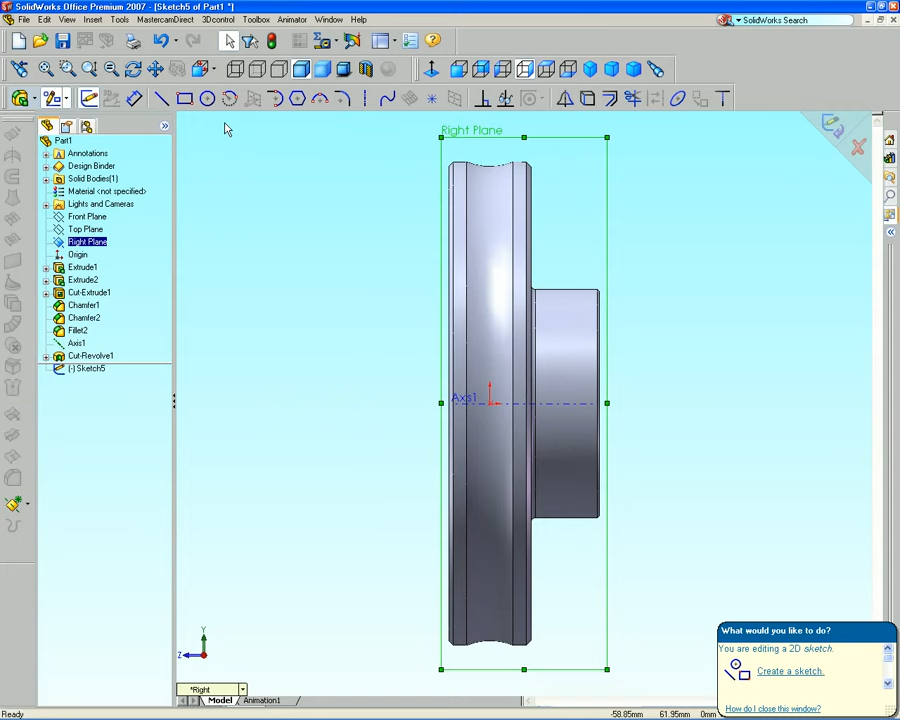 SolidWorks Office Premium 2007 - [Sketch5 of Part1 *]
File Edit View Insert Tools MastercamDirect 3Dcontrol Toolbox Animator Window Help SolidWorks Search
Right Plane
Part1
Annotations
Design Binder
Solid Bodies(1)
Material <not specified>
Lights and Cameras
Front Plane
Top Plane
Right Plane
Origin
Extrude1
Extrude2
Cut-Extrude1
Chamfer1
Chamfer2
Fillet2
Axis1
Cut-Revolve1
(-) Sketch5
Axis1
Y
Z
*Right
Model Animation1
What would you like to do?
You are editing a 2D sketch.
Create a sketch.
How do I close this window?
Ready
-58.85mm 61.95mm 0mm